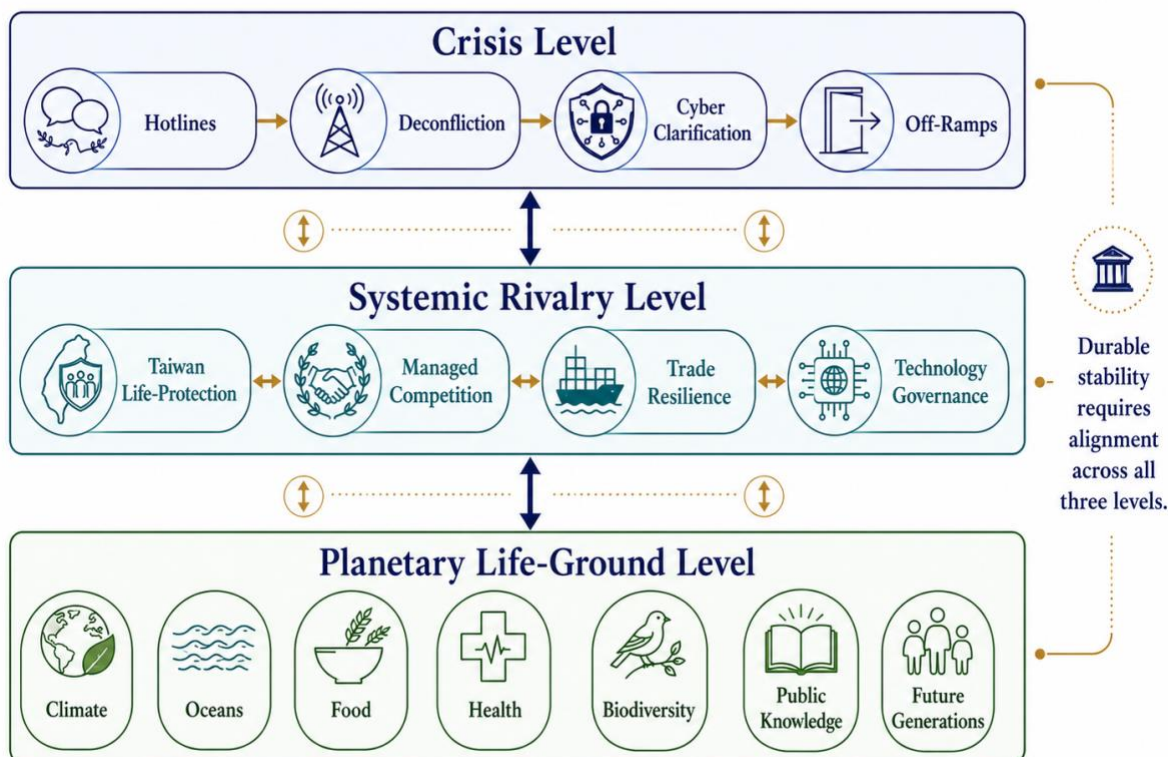 Crisis Level
Hotlines
Deconfliction
Cyber
Clarification
Off-Ramps
Systemic Rivalry Level
Taiwan
Life-Protection
Managed
Competition
Trade
Resilience
Technology
Governance
Durable
stability
requires
alignment
across all
three levels.
Planetary Life-Ground Level
Climate
Oceans
Food
Health
Biodiversity
Public
Knowledge
Future
Generations